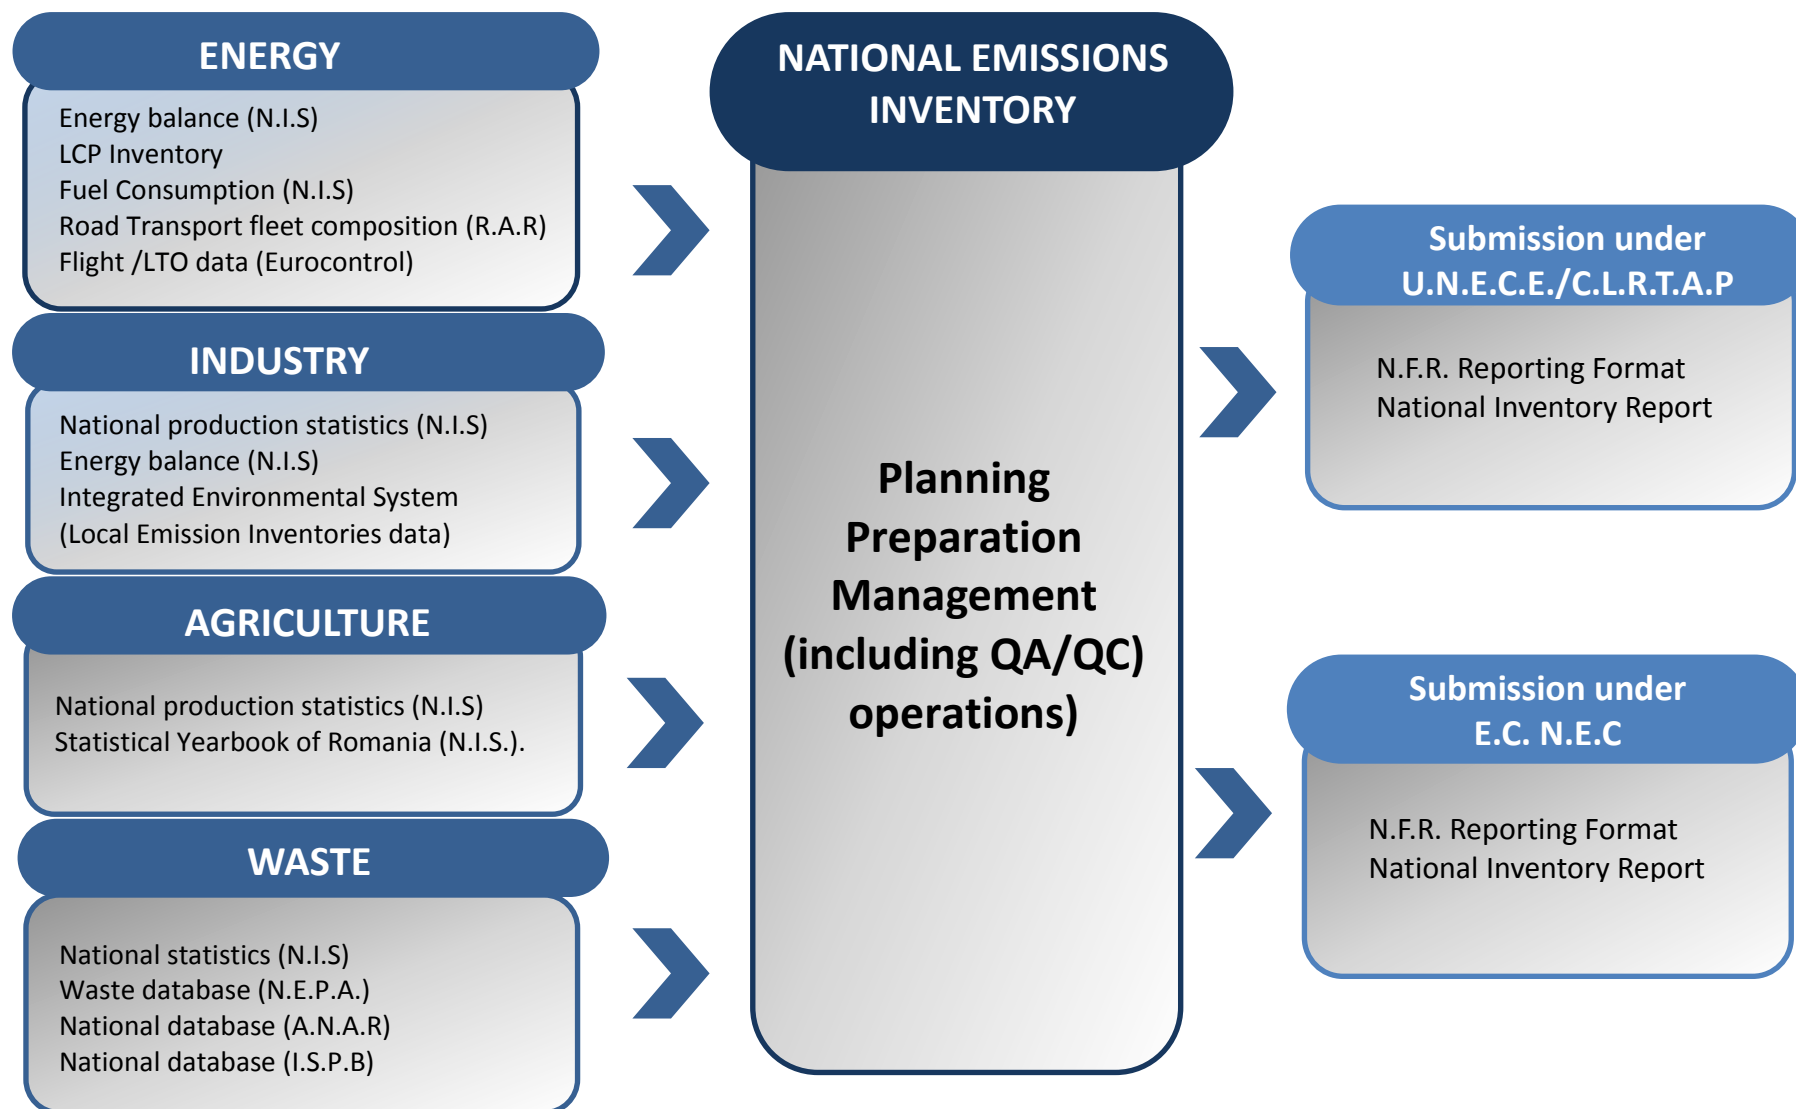 ENERGY
Energy balance (N.I.S)
LCP Inventory
Fuel Consumption (N.I.S)
Road Transport fleet composition (R.A.R)
Flight /LTO data (Eurocontrol)
INDUSTRY
National production statistics (N.I.S)
Energy balance (N.I.S)
Integrated Environmental System
(Local Emission Inventories data)
AGRICULTURE
National production statistics (N.I.S)
Statistical Yearbook of Romania (N.I.S.).
WASTE
National statistics (N.I.S)
Waste database (N.E.P.A.)
National database (A.N.A.R)
National database (I.S.P.B)
NATIONAL EMISSIONS
INVENTORY
Planning
Preparation
Management
(including QA/QC)
operations)
Submission under
U.N.E.C.E./C.L.R.T.A.P
N.F.R. Reporting Format
National Inventory Report
Submission under
E.C. N.E.C
N.F.R. Reporting Format
National Inventory Report